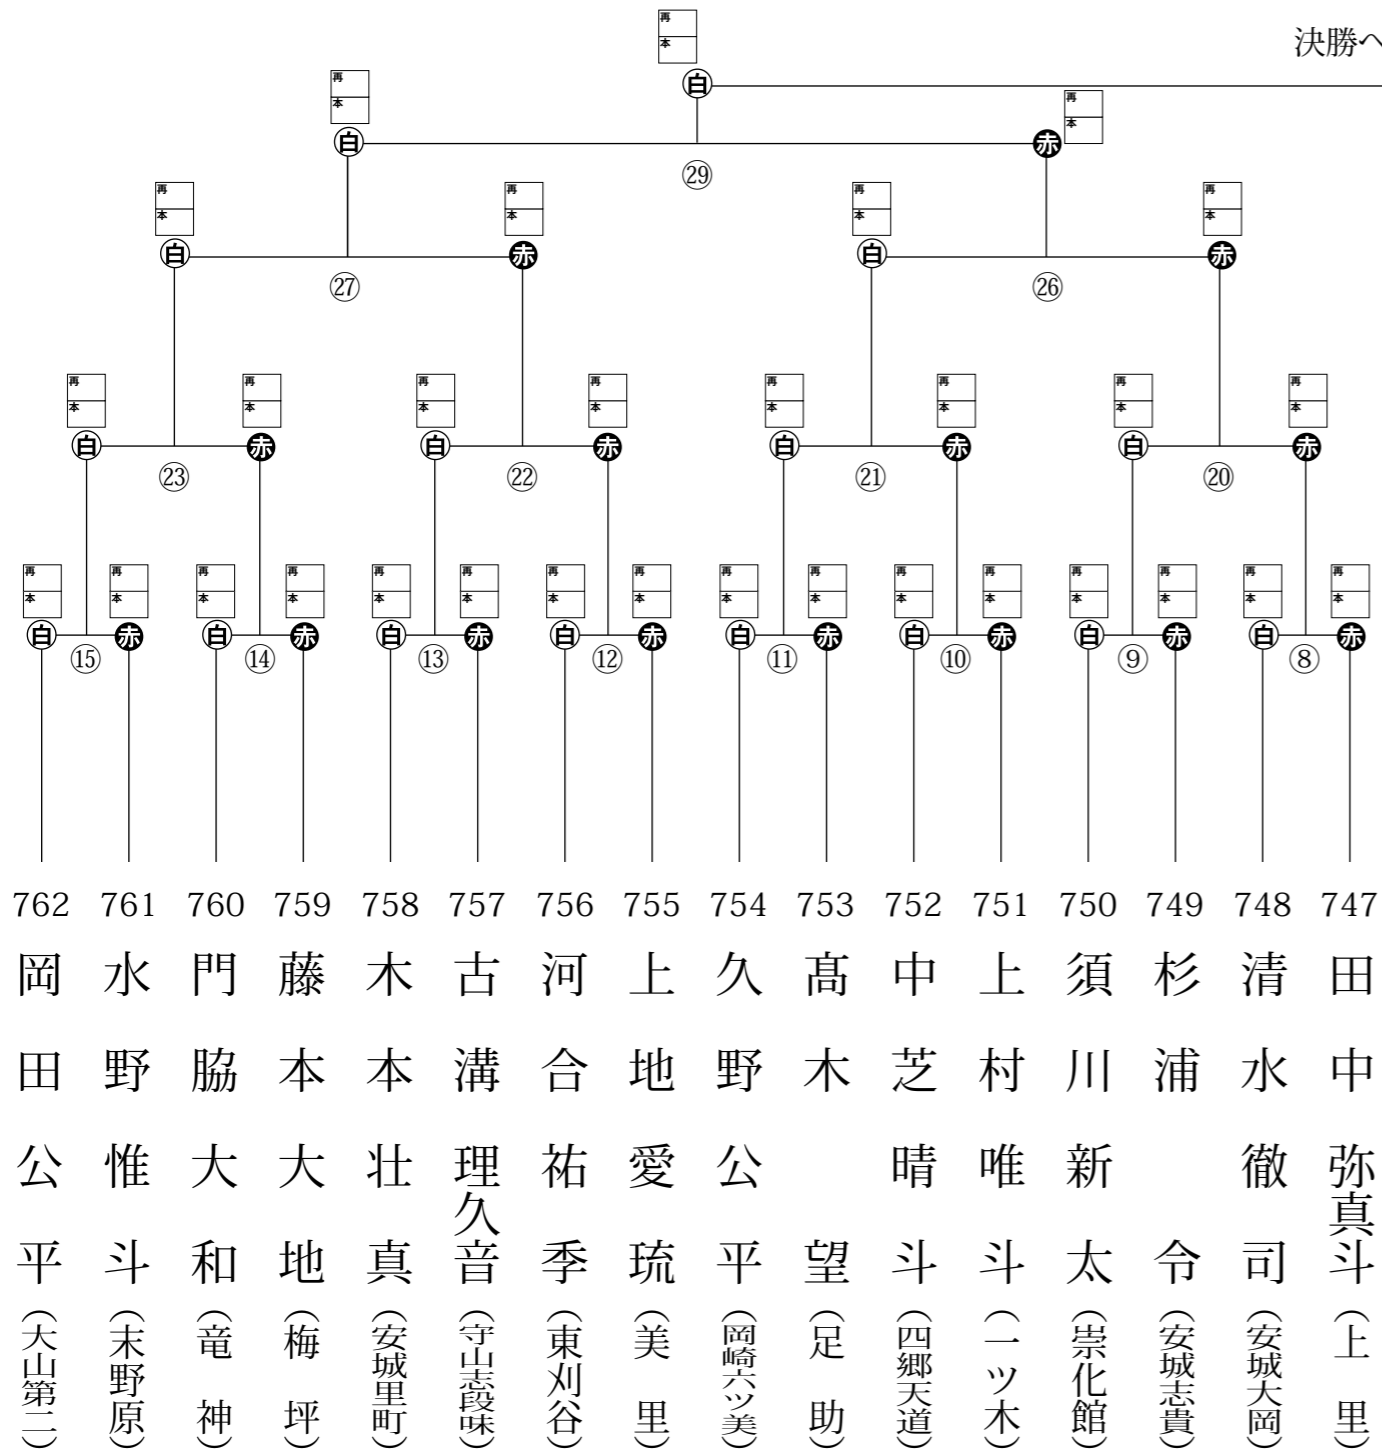 再
本
決勝へ
白
再
本
再
本
白
赤
㉙
再
本
再
本
再
本
再
本
白
赤
白
赤
㉗
㉖
再
本
再
本
再
本
再
本
再
本
再
本
再
本
再
本
白
赤
白
赤
白
赤
白
赤
㉓
㉒
㉑
⑳
再
本
再
本
再
本
再
本
再
本
再
本
再
本
再
本
再
本
再
本
再
本
再
本
再
本
再
本
再
本
再
本
白
赤
白
赤
白
赤
白
赤
白
赤
白
赤
白
赤
白
赤
⑮
⑭
⑬
⑫
⑪
⑩
⑨
⑧
747 田中弥真斗(上里)
748 清水徹司(安城大岡)
749 杉浦令(安城志貴)
750 須川新太(崇化館)
751 上村唯斗(一ツ木)
752 中芝晴斗(四郷天道)
753 髙木望(足助)
754 久野公平(岡崎六ツ美)
755 上地愛琉(美里)
756 河合祐季(東刈谷)
757 古溝理久音(守山志段味)
758 木本壮真(安城里町)
759 藤本大地(梅坪)
760 門脇大和(竜神)
761 水野惟斗(末野原)
762 岡田公平(大山第二)